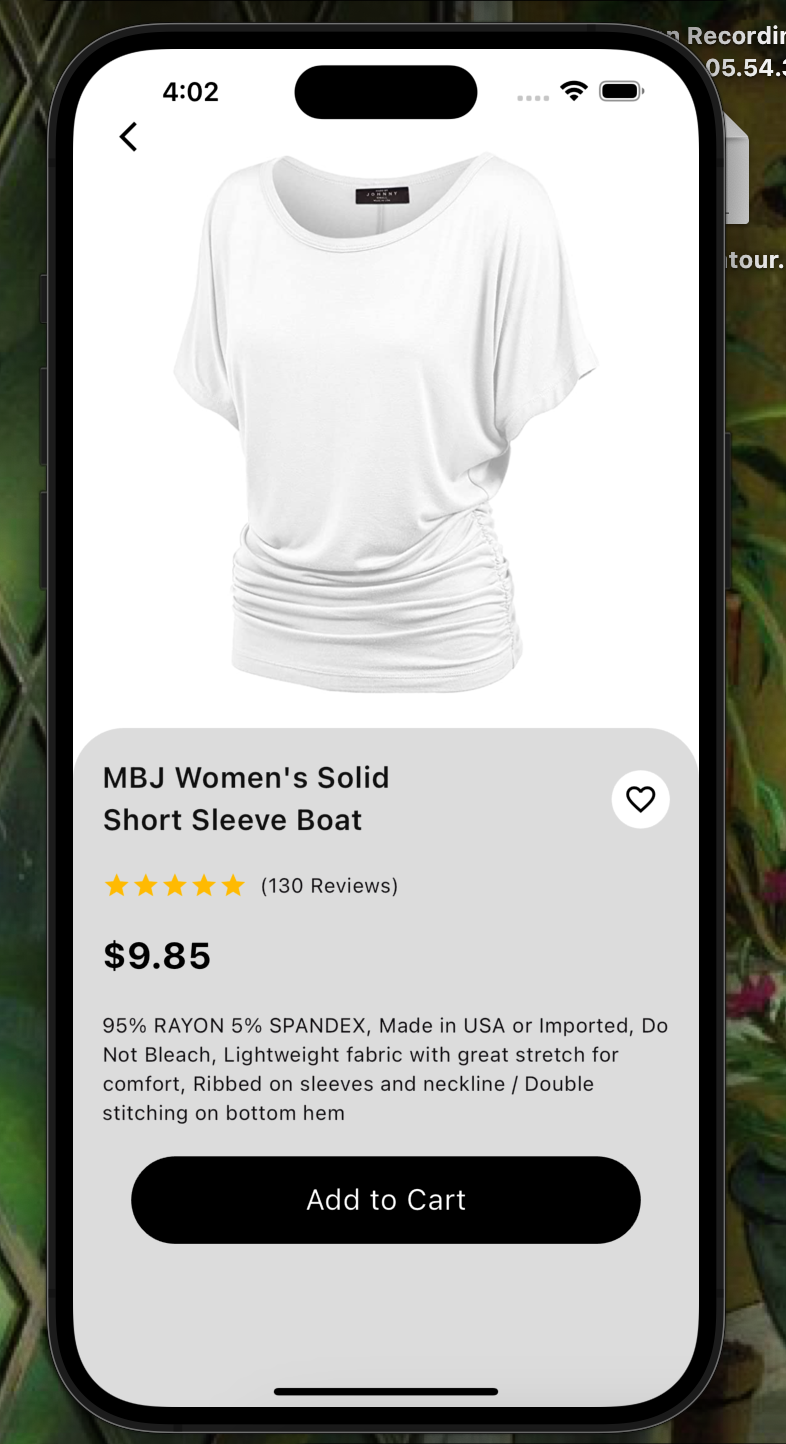 n Recordin
05.54.3
4:02
JOHNNY
MBJ Women's Solid
Short Sleeve Boat
(130 Reviews)
$9.85
95% RAYON 5% SPANDEX, Made in USA or Imported, Do
Not Bleach, Lightweight fabric with great stretch for
comfort, Ribbed on sleeves and neckline / Double
stitching on bottom hem
Add to Cart
tour.